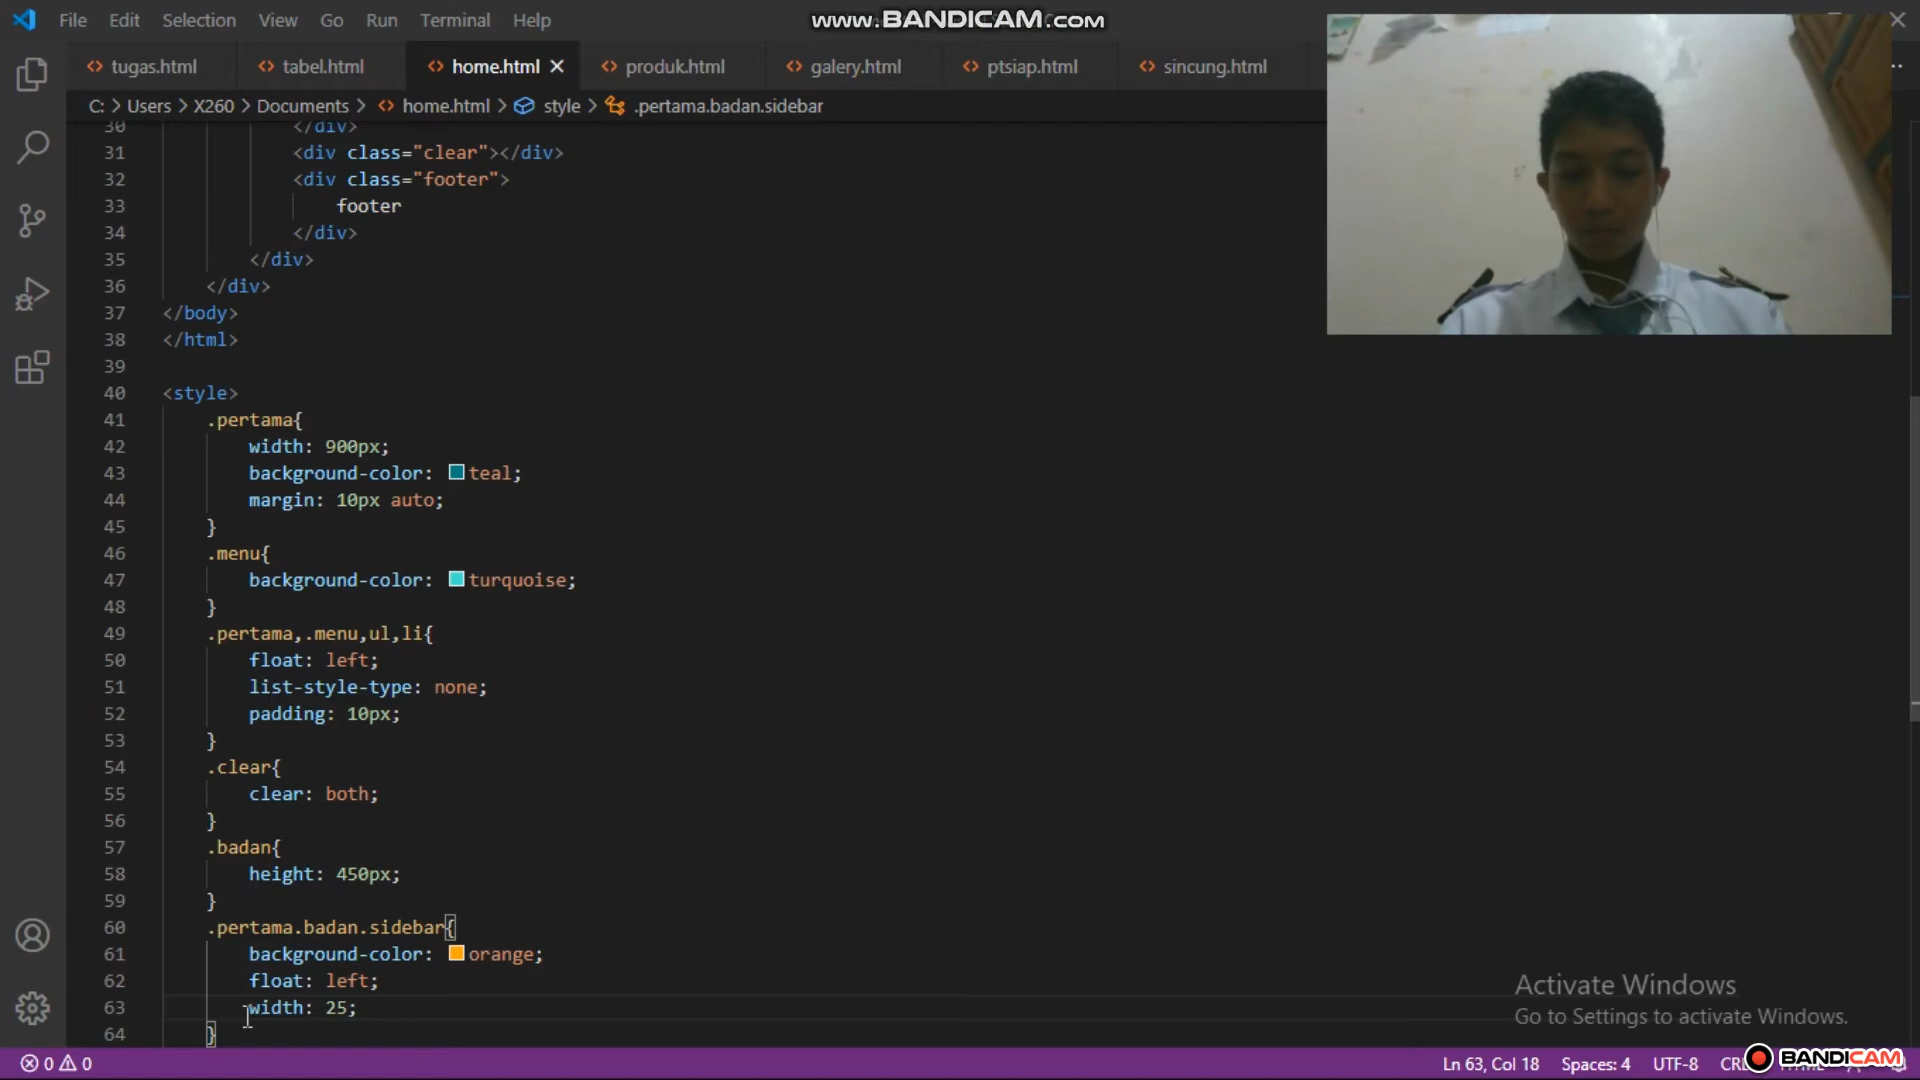 File Edit Selection View Go Run Terminal Help
www.BANDICAM.com
tugas.html tabel.html home.html produk.html galery.html ptsiap.html sincung.html
C: > Users > X260 > Documents > home.html > style > .pertama.badan.sidebar
30 </div>
31 <div class="clear"></div>
32 <div class="footer">
33 footer
34 </div>
35 </div>
36 </div>
37 </body>
38 </html>
39
40 <style>
41 .pertama{
42 width: 900px;
43 background-color: teal;
44 margin: 10px auto;
45 }
46 .menu{
47 background-color: turquoise;
48 }
49 .pertama,.menu,ul,li{
50 float: left;
51 list-style-type: none;
52 padding: 10px;
53 }
54 .clear{
55 clear: both;
56 }
57 .badan{
58 height: 450px;
59 }
60 .pertama.badan.sidebar{
61 background-color: orange;
62 float: left;
63 width: 25;
64 }
Activate Windows
Go to Settings to activate Windows.
0 0 Ln 63, Col 18 Spaces: 4 UTF-8
BANDICAM